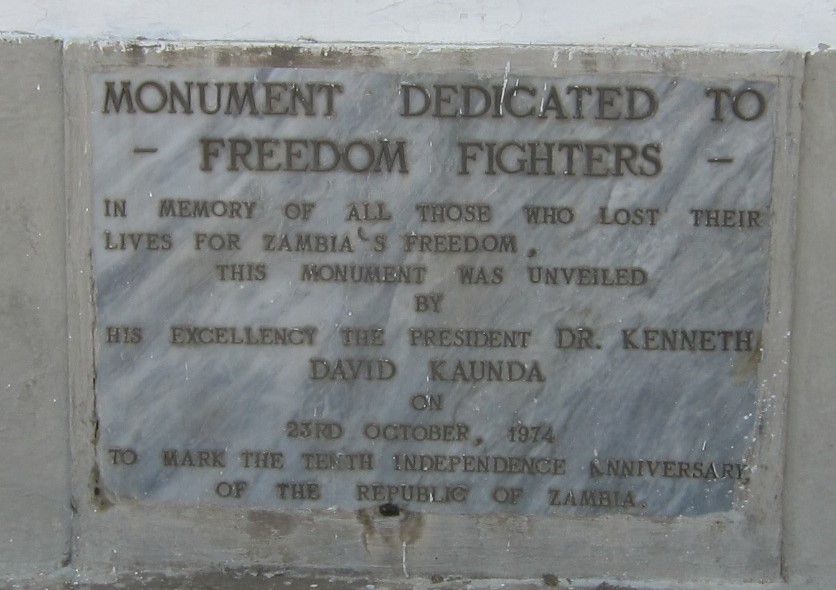 MONUMENT DEDICATED TO
- FREEDOM FIGHTERS -
IN MEMORY OF ALL THOSE WHO LOST THEIR
LIVES FOR ZAMBIA'S FREEDOM,
THIS MONUMENT WAS UNVEILED
BY
HIS EXCELLENCY THE PRESIDENT DR. KENNETH
DAVID KAUNDA
ON
23RD OCTOBER, 1974
TO MARK THE TENTH INDEPENDENCE ANNIVERSARY,
OF THE REPUBLIC OF ZAMBIA.